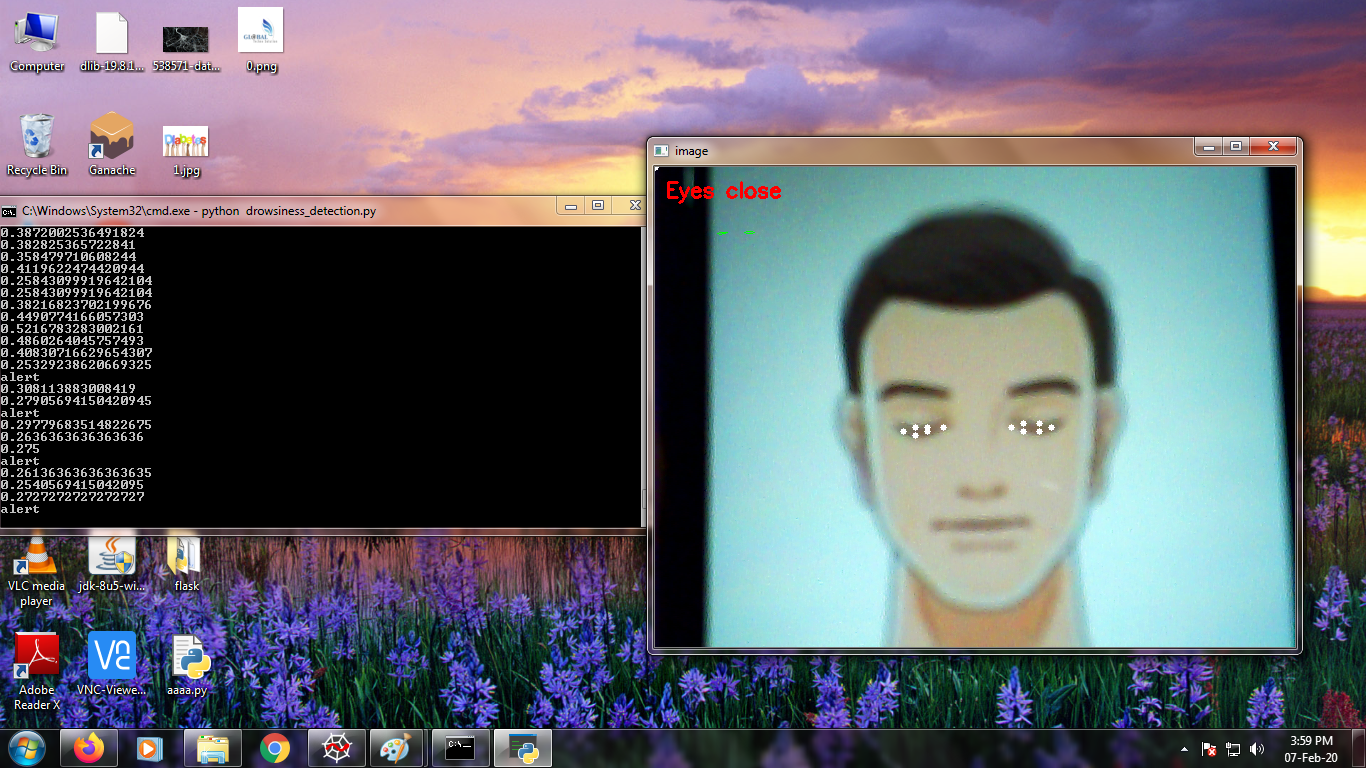 Computer
dlib-19.8.1...
538571-dat...
0.png
GLOBAL
Recycle Bin
Ganache
Diabetes
1.jpg
C:\Windows\System32\cmd.exe - python drowsiness_detection.py
0.3872002536491824
0.382825365722841
0.358479710608244
0.4119622474420944
0.25843099919642104
0.25843099919642104
0.38216823702199676
0.4490774166057303
0.5216783283002161
0.4860264045757493
0.40830716629654307
0.25329238620669325
alert
0.308113883008419
0.27905694150420945
alert
0.29779683514822675
0.26363636363636366
0.275
alert
0.26136363636363635
0.2540569415042095
0.2727272727272727
alert
image
Eyes close
VLC media
player
jdk-8u5-wi...
flask
Adobe
Reader X
VNC-Viewe...
aaaa.py
3:59 PM
07-Feb-20